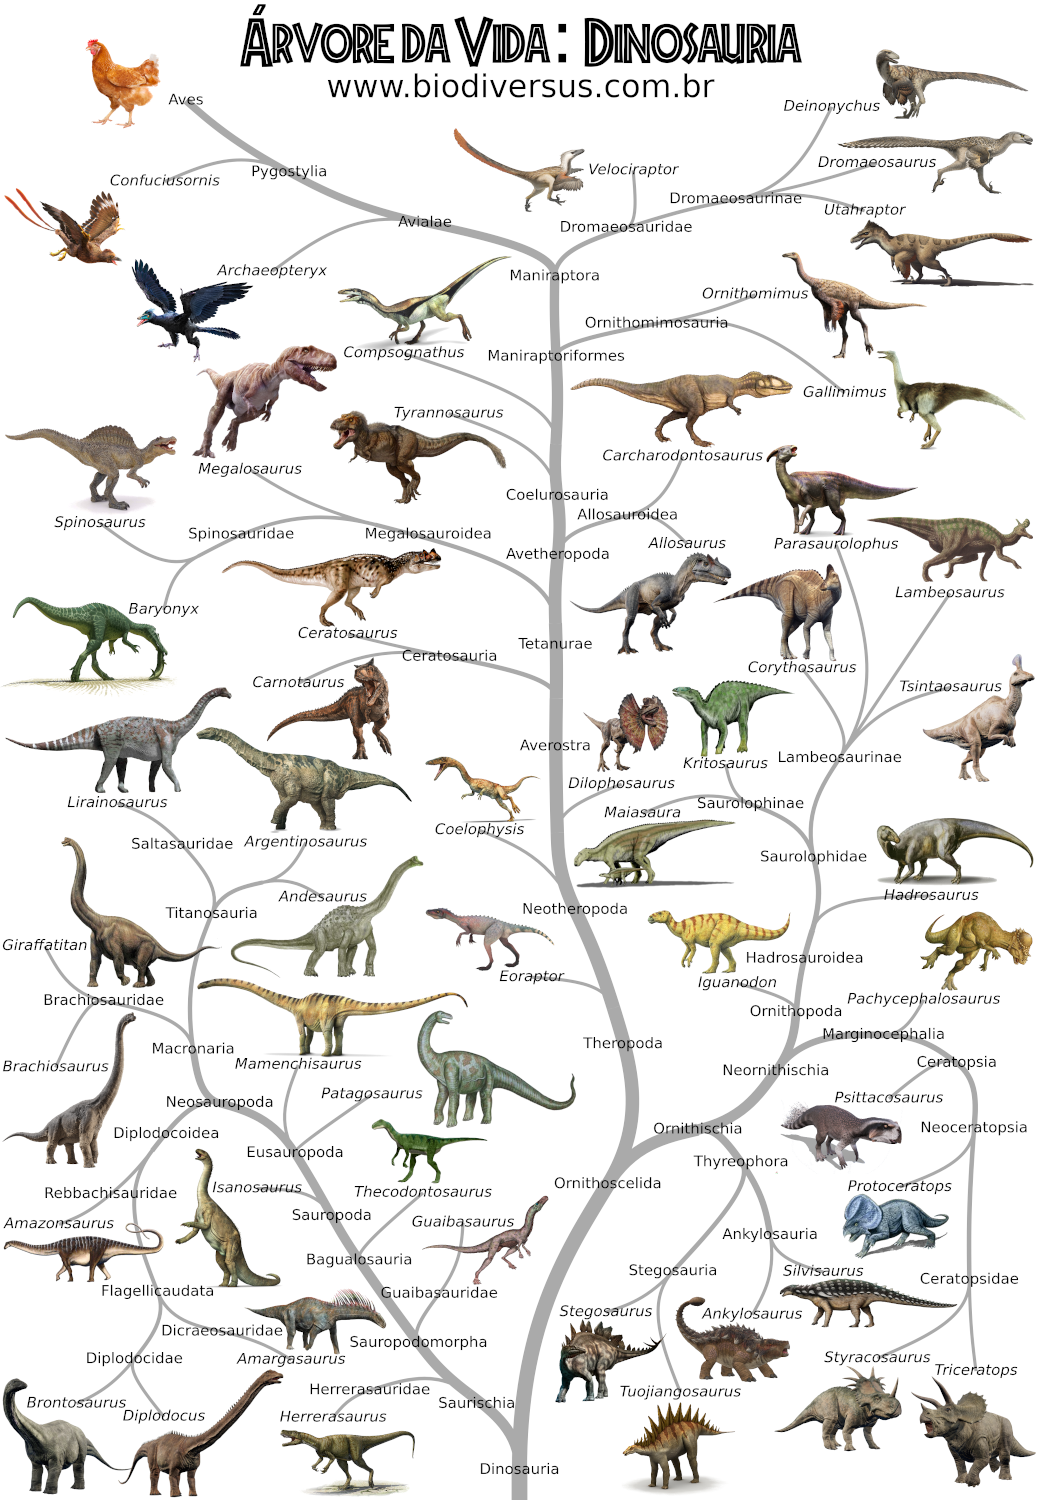 ÁRVORE DA VIDA: DINOSAURIA
www.biodiversus.com.br
Aves
Deinonychus
Dromaeosaurus
Velociraptor
Pygostylia
Confuciusornis
Dromaeosaurinae
Utahraptor
Avialae
Dromaeosauridae
Archaeopteryx
Maniraptora
Ornithomimus
Ornithomimosauria
Compsognathus
Maniraptoriformes
Gallimimus
Tyrannosaurus
Carcharodontosaurus
Megalosaurus
Coelurosauria
Allosauroidea
Spinosaurus
Spinosauridae
Megalosauroidea
Allosaurus
Parasaurolophus
Avetheropoda
Lambeosaurus
Baryonyx
Ceratosaurus
Tetanurae
Ceratosauria
Corythosaurus
Carnotaurus
Tsintaosaurus
Averostra
Lambeosaurinae
Kritosaurus
Dilophosaurus
Lirainosaurus
Saurolophinae
Maiasaura
Coelophysis
Saltasauridae
Argentinosaurus
Saurolophidae
Andesaurus
Hadrosaurus
Titanosauria
Neotheropoda
Giraffatitan
Hadrosauroidea
Eoraptor
Iguanodon
Brachiosauridae
Pachycephalosaurus
Ornithopoda
Marginocephalia
Macronaria
Theropoda
Brachiosaurus
Mamenchisaurus
Ceratopsia
Neornithischia
Patagosaurus
Psittacosaurus
Neosauropoda
Diplodocoidea
Ornithischia
Neoceratopsia
Eusauropoda
Thyreophora
Ornithoscelida
Rebbachisauridae
Isanosaurus
Thecodontosaurus
Protoceratops
Sauropoda
Amazonsaurus
Guaibasaurus
Ankylosauria
Bagualosauria
Stegosauria
Silvisaurus
Ceratopsidae
Flagellicaudata
Guaibasauridae
Stegosaurus
Ankylosaurus
Dicraeosauridae
Sauropodomorpha
Diplodocidae
Amargasaurus
Styracosaurus
Triceratops
Herrerasauridae
Tuojiangosaurus
Brontosaurus
Saurischia
Diplodocus
Herrerasaurus
Dinosauria